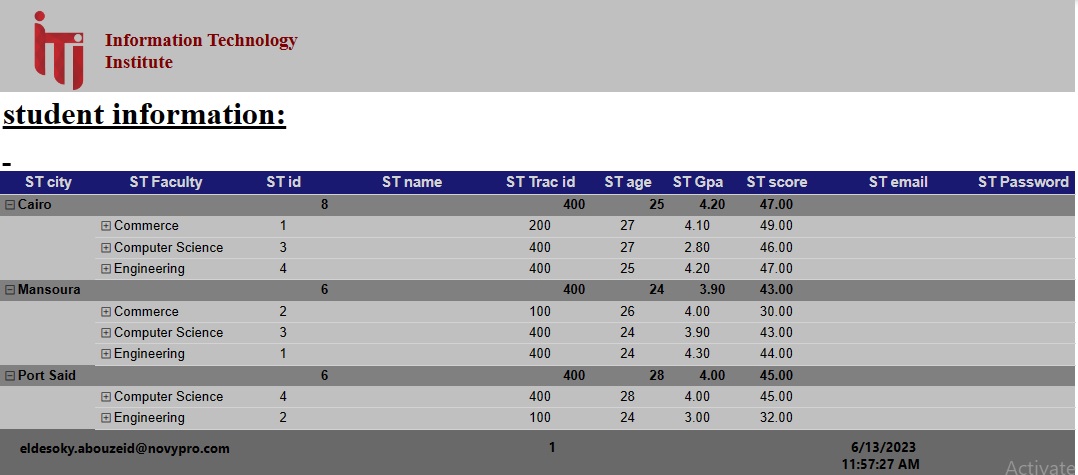 iTi
Information Technology
Institute
student information:
ST city ST Faculty ST id ST name ST Trac id ST age ST Gpa ST score ST email ST Password
Cairo 8 400 25 4.20 47.00
Commerce 1 200 27 4.10 49.00
Computer Science 3 400 27 2.80 46.00
Engineering 4 400 25 4.20 47.00
Mansoura 6 400 24 3.90 43.00
Commerce 2 100 26 4.00 30.00
Computer Science 3 400 24 3.90 43.00
Engineering 1 400 24 4.30 44.00
Port Said 6 400 28 4.00 45.00
Computer Science 4 400 28 4.00 45.00
Engineering 2 100 24 3.00 32.00
eldesoky.abouzeid@novypro.com 1 6/13/2023
11:57:27 AM
Activate